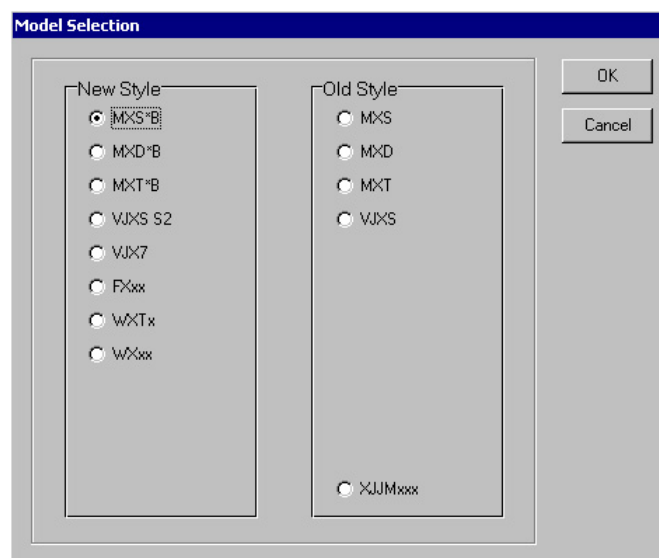 Model Selection
New Style
MXS*B
MXD*B
MXT*B
VJXS S2
VJX7
FXxx
WXTx
WXxx
Old Style
MXS
MXD
MXT
VJXS
XJJMxxx
OK
Cancel